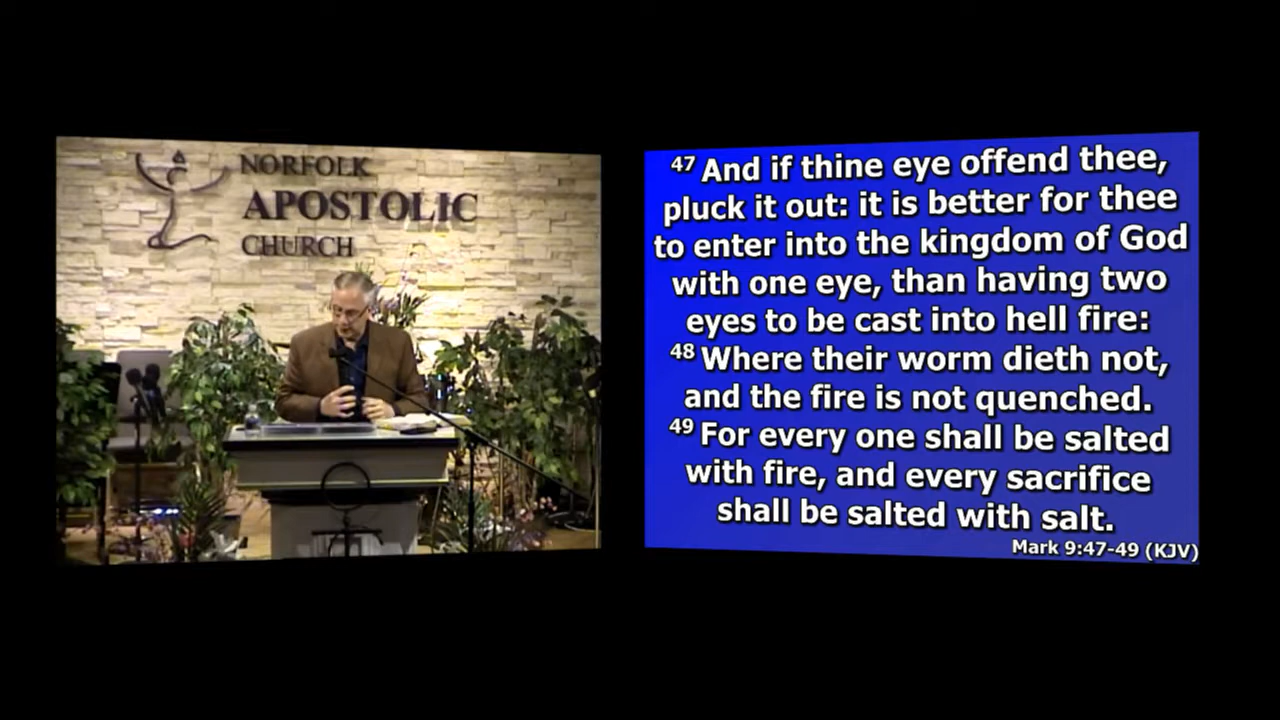 NORFOLK
APOSTOLIC
CHURCH
47 And if thine eye offend thee,
pluck it out: it is better for thee
to enter into the kingdom of God
with one eye, than having two
eyes to be cast into hell fire:
48 Where their worm dieth not,
and the fire is not quenched.
49 For every one shall be salted
with fire, and every sacrifice
shall be salted with salt.
Mark 9:47-49 (KJV)